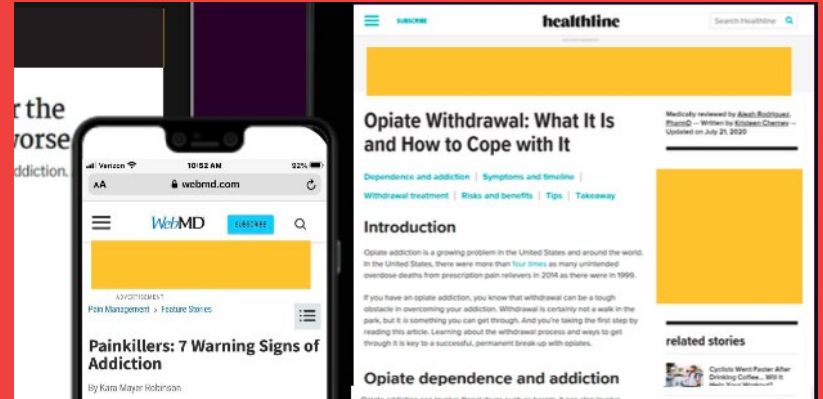 r the
vorse
ddiction.
Verizon
10:52 AM
92%
AA
webmd.com
WebMD
SUBSCRIBE
ADVERTISEMENT
Pain Management > Feature Stories
Painkillers: 7 Warning Signs of
Addiction
By Kara Mayer Robinson
SUBSCRIBE
healthline
Search Healthline
ADVERTISEMENT
Opiate Withdrawal: What It Is
and How to Cope with It
Medically reviewed by Alexh Rodriguez,
PharmD — Written by Kristeen Cherney —
Updated on July 21, 2020
Dependence and addiction | Symptoms and timeline |
Withdrawal treatment | Risks and benefits | Tips | Takeaway
Introduction
Opiate addiction is a growing problem in the United States and around the world.
In the United States, there were more than four times as many unintended
overdose deaths from prescription pain relievers in 2014 as there were in 1999.
If you have an opiate addiction, you know that withdrawal can be a tough
obstacle in overcoming your addiction. Withdrawal is certainly not a walk in the
park, but it is something you can get through. And you're taking the first step by
reading this article. Learning about the withdrawal process and ways to get
through it is key to a successful, permanent break-up with opiates.
related stories
Cyclists Went Faster After
Drinking Coffee... Will It
Help Your Workout?
Opiate dependence and addiction